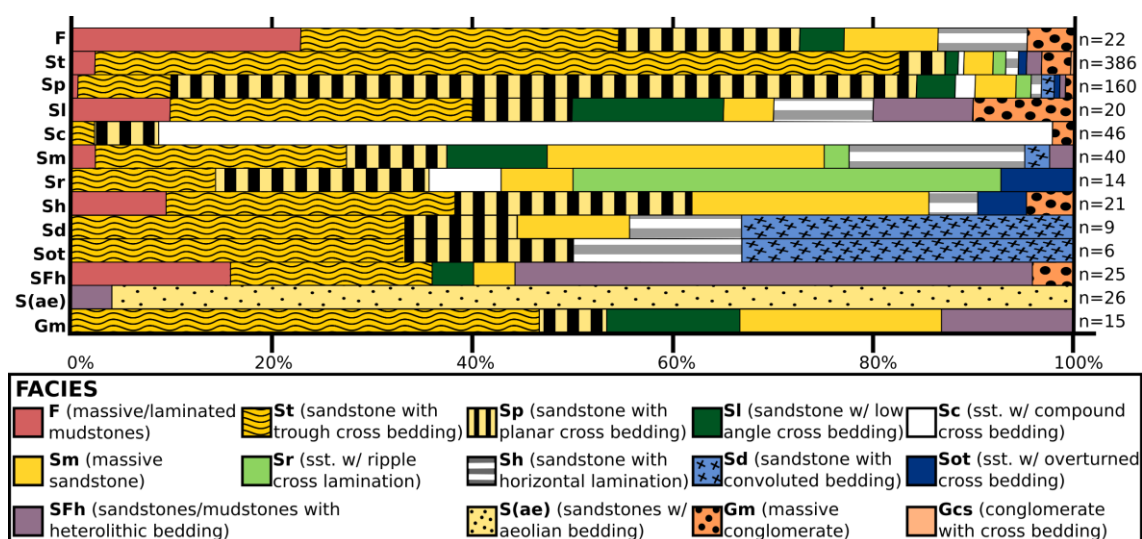 F n=22
St n=386
Sp n=160
Sl n=20
Sc n=46
Sm n=40
Sr n=14
Sh n=21
Sd n=9
Sot n=6
SFh n=25
S(ae) n=26
Gm n=15
0% 20% 40% 60% 80% 100%
FACIES
F (massive/laminated mudstones)
St (sandstone with trough cross bedding)
Sp (sandstone with planar cross bedding)
Sl (sandstone w/ low angle cross bedding)
Sc (sst. w/ compound cross bedding)
Sm (massive sandstone)
Sr (sst. w/ ripple cross lamination)
Sh (sandstone with horizontal lamination)
Sd (sandstone with convoluted bedding)
Sot (sst. w/ overturned cross bedding)
SFh (sandstones/mudstones with heterolithic bedding)
S(ae) (sandstones w/ aeolian bedding)
Gm (massive conglomerate)
Gcs (conglomerate with cross bedding)